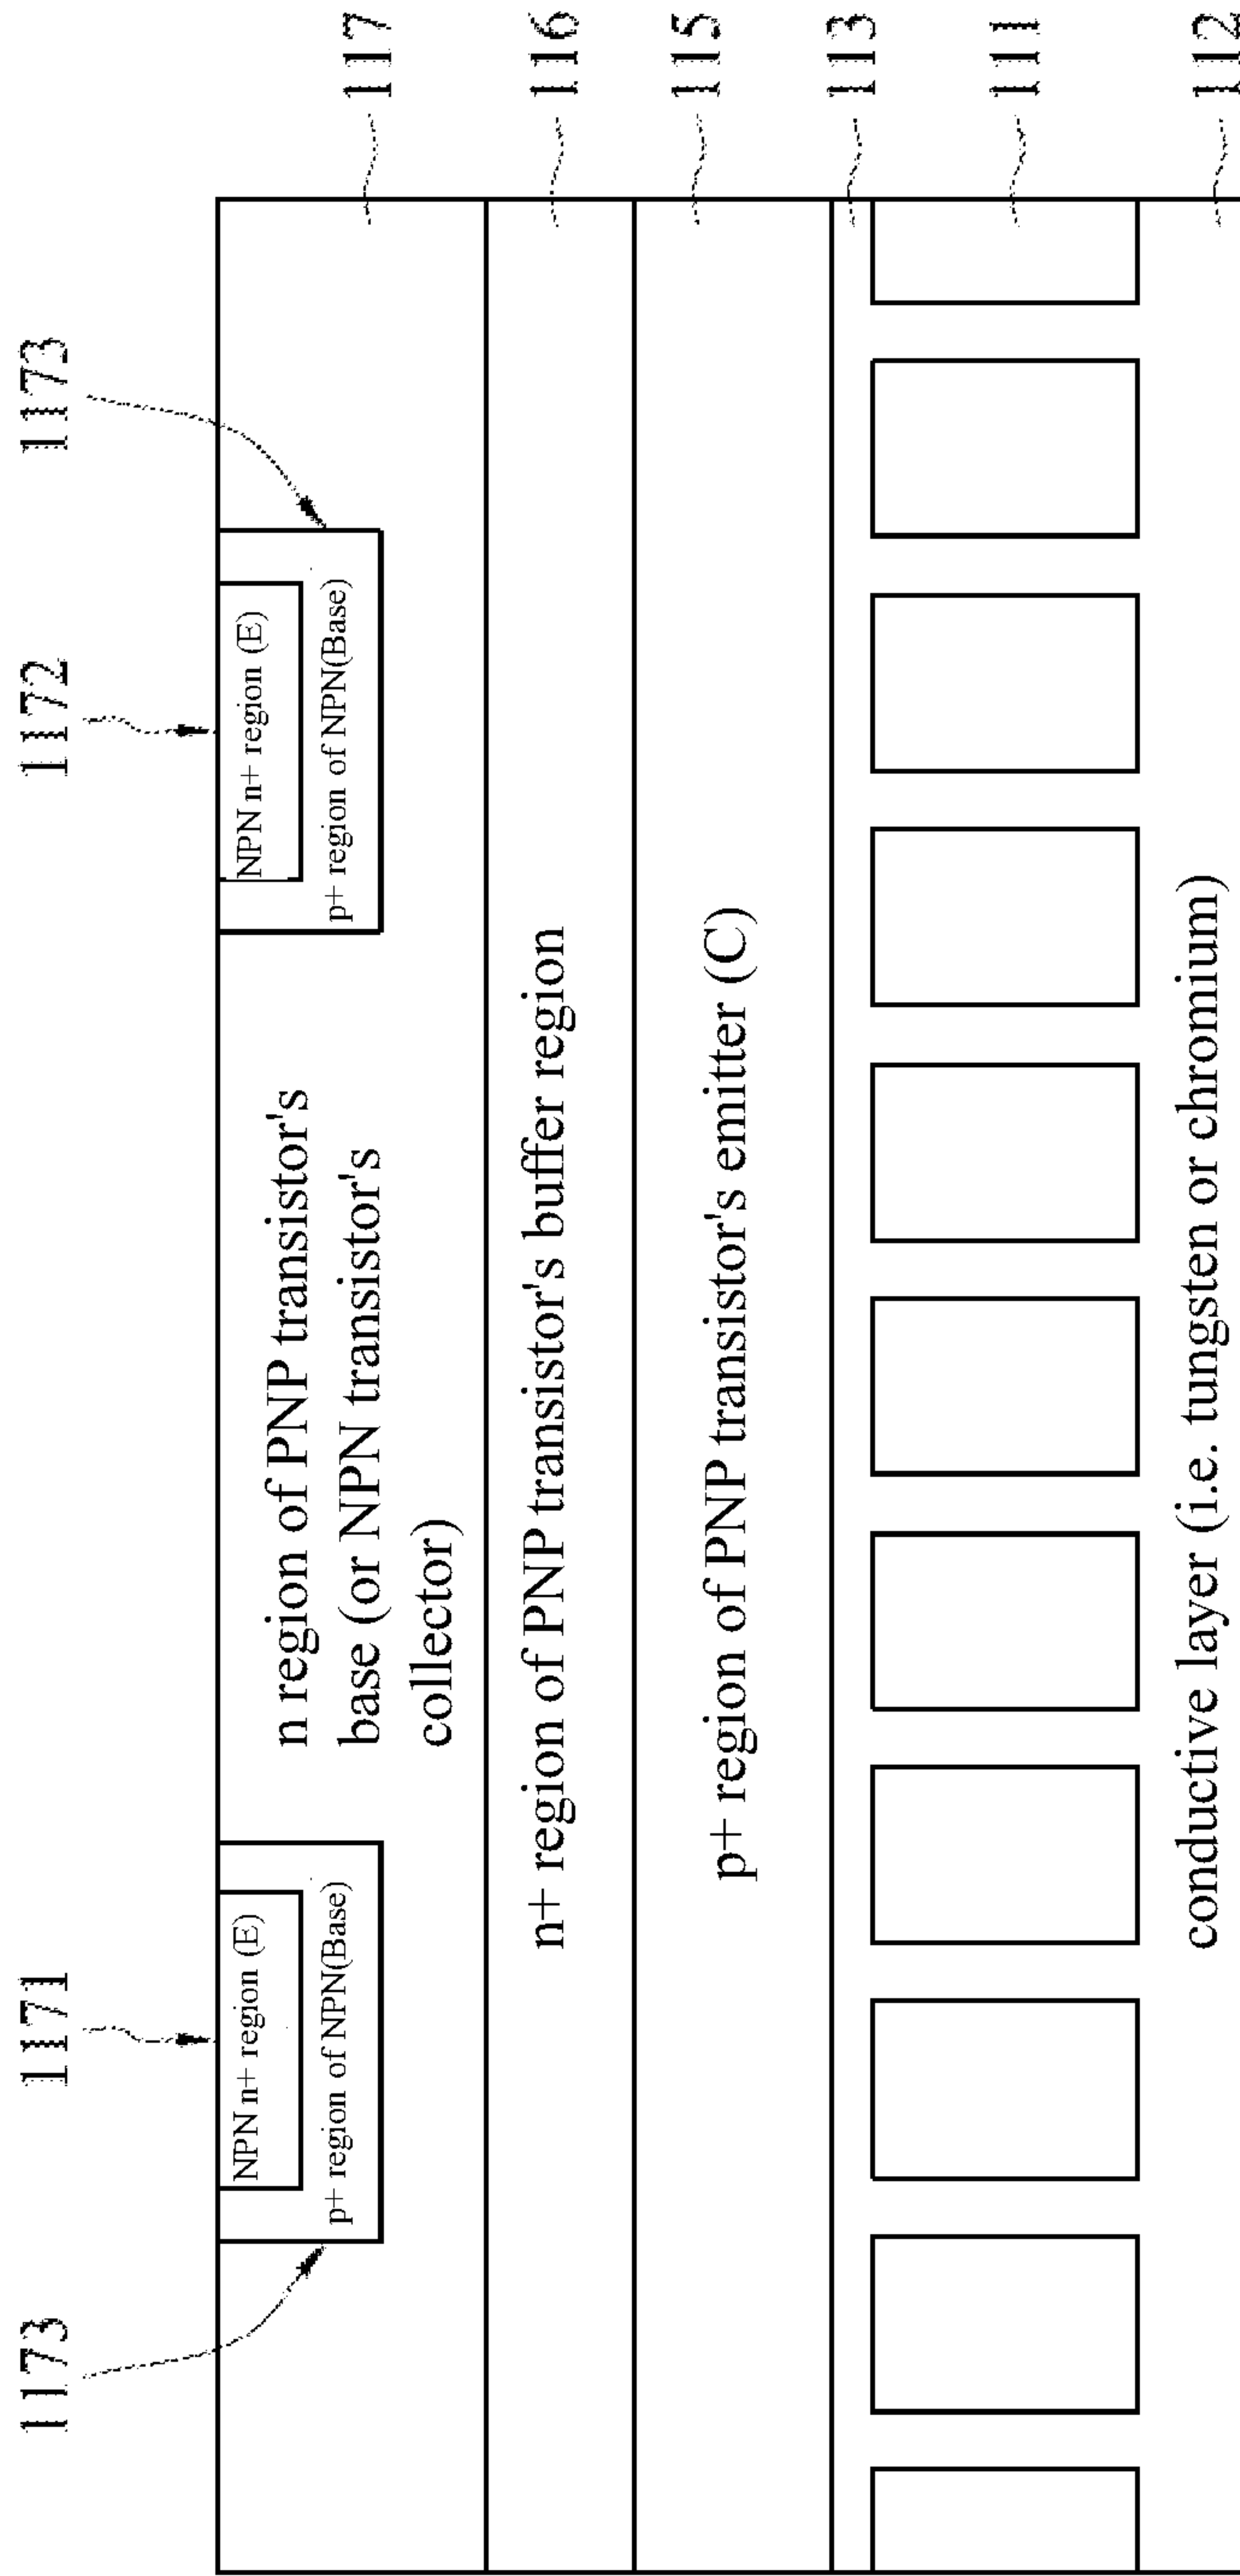 1173
1171
1172
1173
NPN n+ region (E)
p+ region of NPN(Base)
n region of PNP transistor's
base (or NPN transistor's
collector)
NPN n+ region (E)
p+ region of NPN(Base)
117
n+ region of PNP transistor's buffer region
116
p+ region of PNP transistor's emitter (C)
115
113
111
conductive layer (i.e. tungsten or chromium)
112